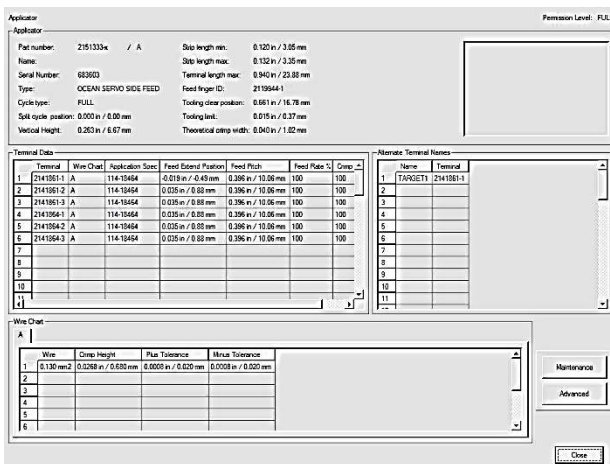 Applicator Permission Level: FULL
Applicator
Part number: 2151333-x / A Strip length min: 0.120 in / 3.05 mm
Name: Strip length max: 0.132 in / 3.35 mm
Serial Number: 683603 Terminal length max: 0.940 in / 23.88 mm
Type: OCEAN SERVO SIDE FEED Feed finger ID: 2119944-1
Cycle type: FULL Tooling clear position: 0.661 in / 16.78 mm
Split cycle position: 0.000 in / 0.00 mm Tooling limit: 0.015 in / 0.37 mm
Vertical Height: 0.263 in / 6.67 mm Theoretical crimp width: 0.040 in / 1.02 mm
Terminal Data Alternate Terminal Names
Terminal Wire Chart Application Spec Feed Extend Position Feed Pitch Feed Rate % Crimp Name Terminal
1 2141861-1 A 114-18464 -0.019 in / -0.49 mm 0.396 in / 10.06 mm 100 100 1 TARGET1 2141861-1
2 2141861-2 A 114-18464 0.035 in / 0.88 mm 0.396 in / 10.06 mm 100 100 2
3 2141861-3 A 114-18464 0.035 in / 0.88 mm 0.396 in / 10.06 mm 100 100 3
4 2141864-1 A 114-18464 0.035 in / 0.88 mm 0.396 in / 10.06 mm 100 100 4
5 2141864-2 A 114-18464 0.035 in / 0.88 mm 0.396 in / 10.06 mm 100 100 5
6 2141864-3 A 114-18464 0.035 in / 0.88 mm 0.396 in / 10.06 mm 100 100 6
7 7
8 8
9 9
10 10
11 11
Wire Chart
A
Wire Crimp Height Plus Tolerance Minus Tolerance
1 0.130 mm2 0.0268 in / 0.680 mm 0.0008 in / 0.020 mm 0.0008 in / 0.020 mm
2
3
4
5
6
Maintenance
Advanced
Close